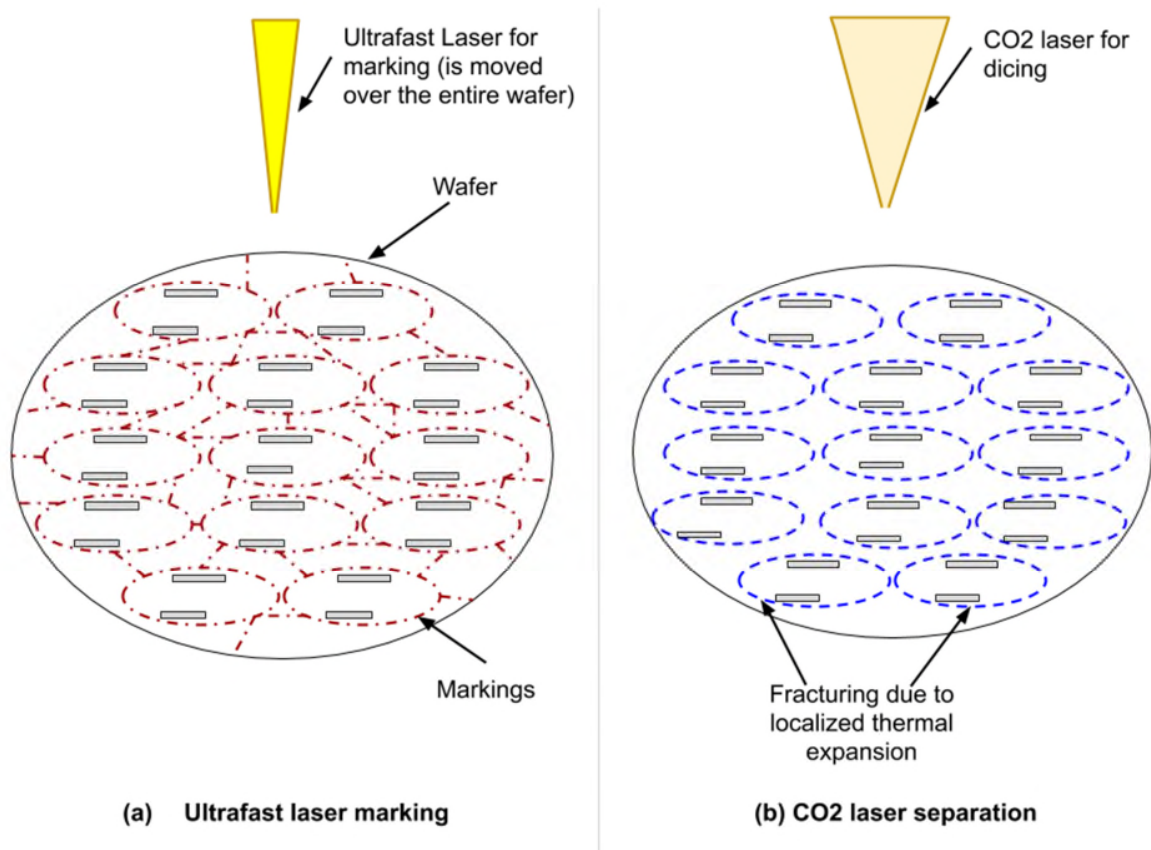 Ultrafast Laser for
marking (is moved
over the entire wafer)
Wafer
Markings
(a) Ultrafast laser marking
CO2 laser for
dicing
Fracturing due to
localized thermal
expansion
(b) CO2 laser separation